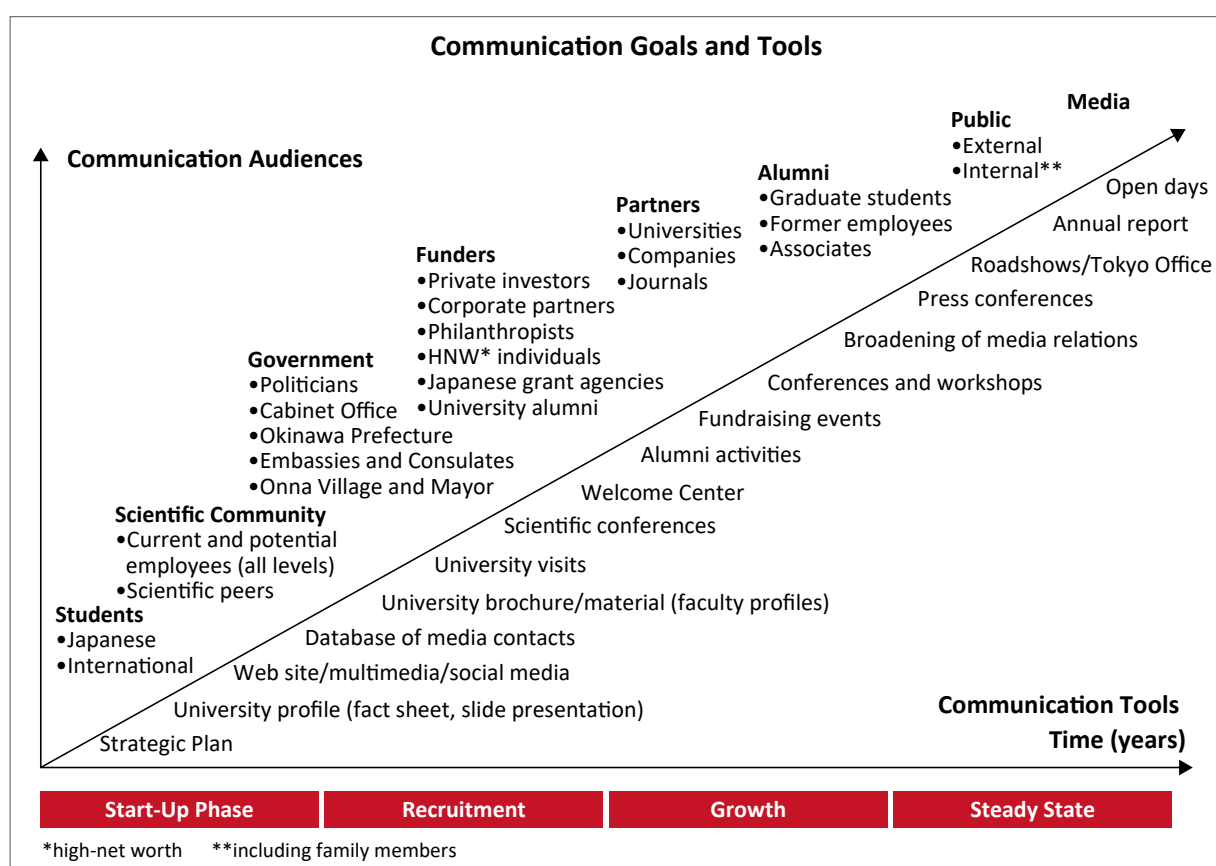 Communication Goals and Tools
Communication Audiences
Media
Public
•External
•Internal**
Alumni
•Graduate students
•Former employees
•Associates
Partners
•Universities
•Companies
•Journals
Funders
•Private investors
•Corporate partners
•Philanthropists
•HNW* individuals
•Japanese grant agencies
•University alumni
Government
•Politicians
•Cabinet Office
•Okinawa Prefecture
•Embassies and Consulates
•Onna Village and Mayor
Scientific Community
•Current and potential
employees (all levels)
•Scientific peers
Students
•Japanese
•International
Open days
Annual report
Roadshows/Tokyo Office
Press conferences
Broadening of media relations
Conferences and workshops
Fundraising events
Alumni activities
Welcome Center
Scientific conferences
University visits
University brochure/material (faculty profiles)
Database of media contacts
Web site/multimedia/social media
University profile (fact sheet, slide presentation)
Strategic Plan
Communication Tools
Time (years)
Start-Up Phase
Recruitment
Growth
Steady State
*high-net worth **including family members